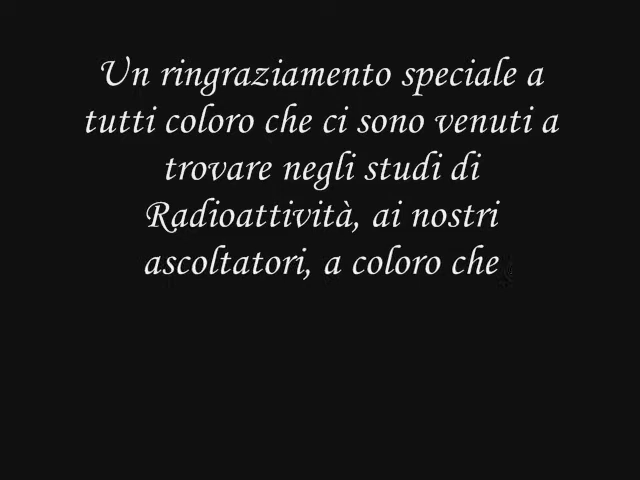 Un ringraziamento speciale a
tutti coloro che ci sono venuti a
trovare negli studi di
Radioattività, ai nostri
ascoltatori, a coloro che